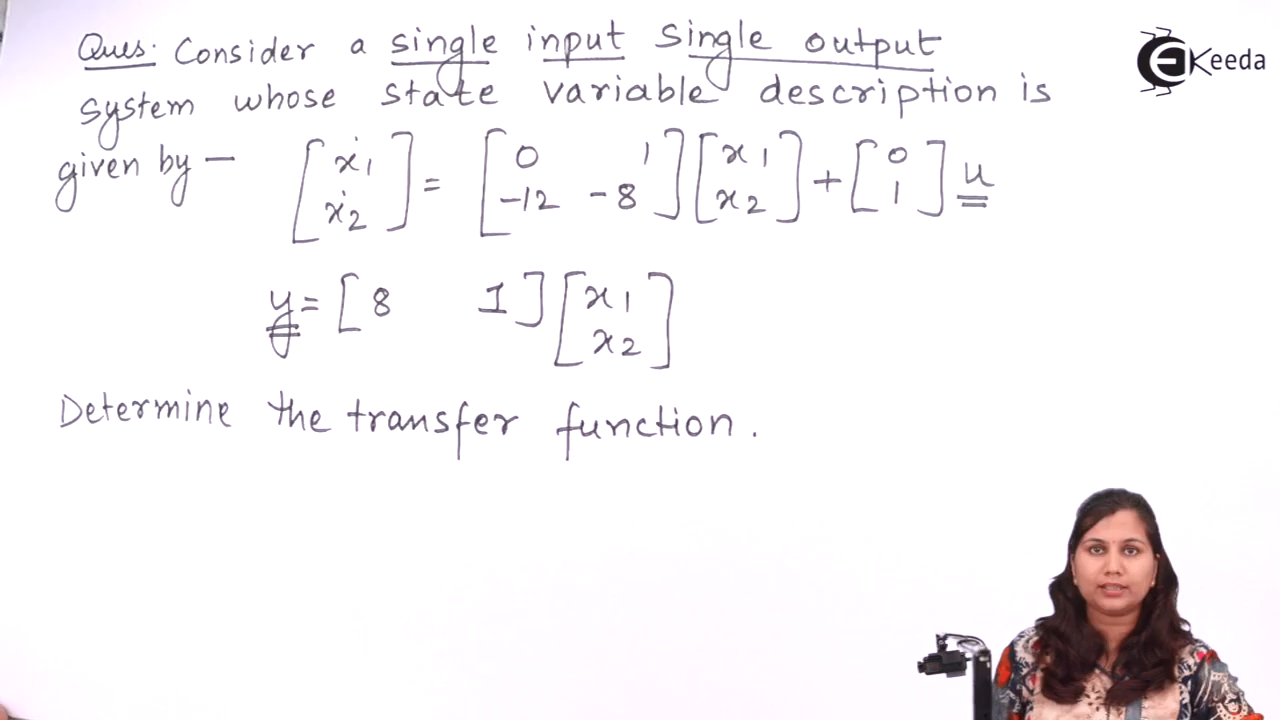 Ques: Consider a single input single output
EKeeda
system whose state variable description is
given by — [ẋ1 ẋ2] = [0 1 -12 -8] [x1 x2] + [0 1] u
y = [8 1] [x1 x2]
Determine the transfer function.